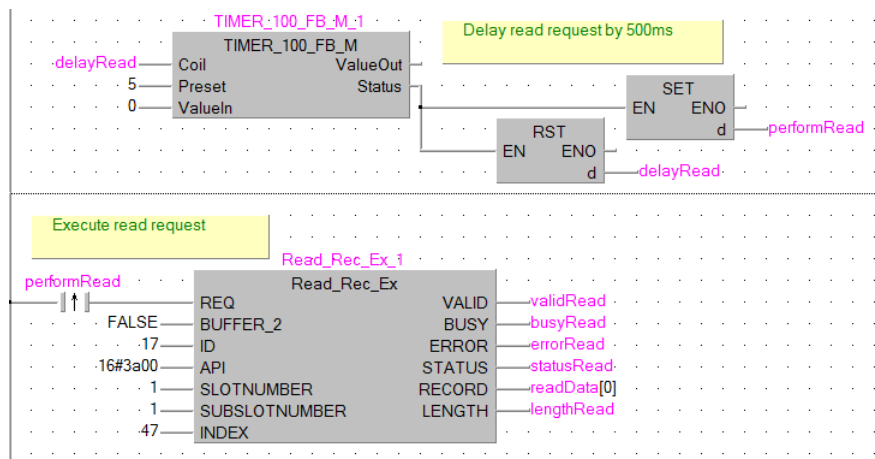 TIMER_100_FB_M_1
Delay read request by 500ms
TIMER_100_FB_M
delayRead Coil ValueOut
5 Preset Status
0 ValueIn
SET
EN ENO
d performRead
RST
EN ENO
d delayRead
Execute read request
Read_Rec_Ex_1
performRead
Read_Rec_Ex
REQ VALID validRead
FALSE BUFFER_2 BUSY busyRead
17 ID ERROR errorRead
16#3a00 API STATUS statusRead
1 SLOTNUMBER RECORD readData[0]
1 SUBSLOTNUMBER LENGTH lengthRead
47 INDEX